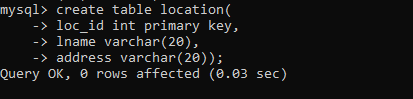 mysql> create table location(
    -> loc_id int primary key,
    -> lname varchar(20),
    -> address varchar(20));
Query OK, 0 rows affected (0.03 sec)